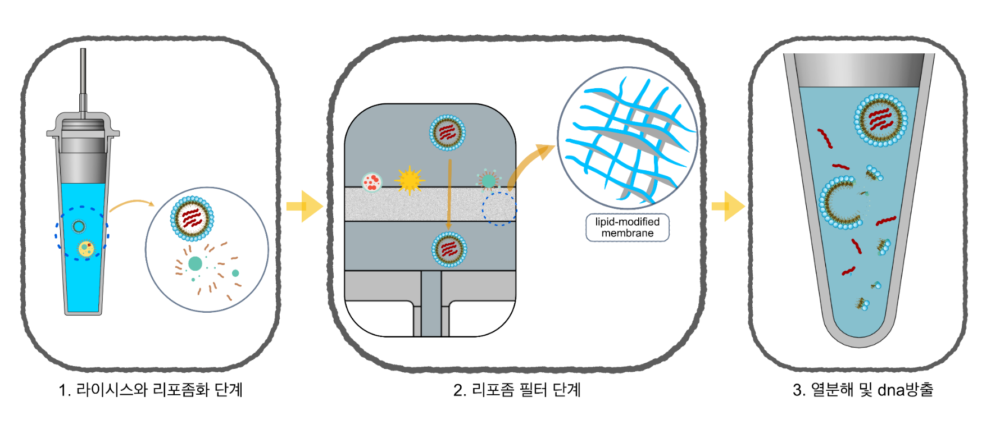 lipid-modified
membrane
1. 라이시스와 리포좀화 단계
2. 리포좀 필터 단계
3. 열분해 및 dna방출